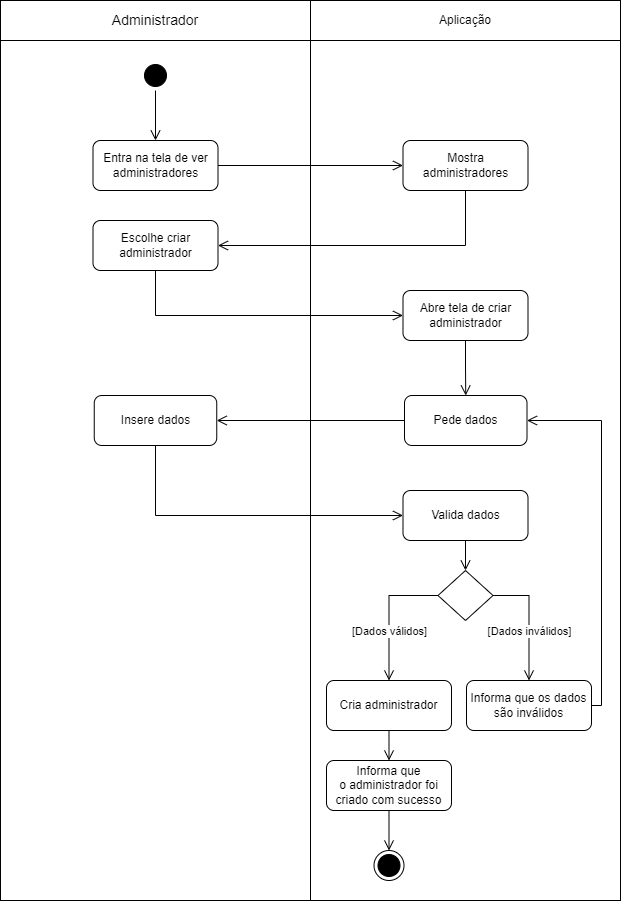 Administrador
Aplicação
Entra na tela de ver
administradores
Mostra
administradores
Escolhe criar
administrador
Abre tela de criar
administrador
Insere dados
Pede dados
Valida dados
[Dados válidos]
[Dados inválidos]
Cria administrador
Informa que os dados
são inválidos
Informa que
o administrador foi
criado com sucesso